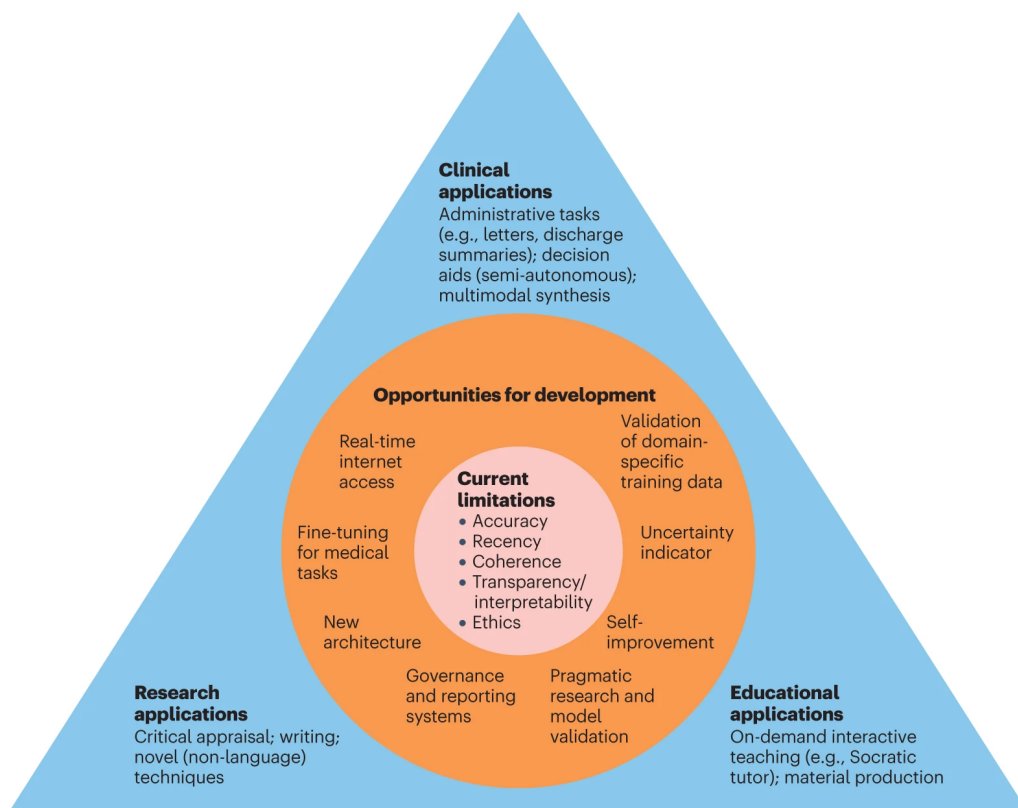 Clinical
applications
Administrative tasks
(e.g., letters, discharge
summaries); decision
aids (semi-autonomous);
multimodal synthesis
Opportunities for development
Real-time
internet
access
Fine-tuning
for medical
tasks
New
architecture
Governance
and reporting
systems
Pragmatic
research and
model
validation
Self-
improvement
Uncertainty
indicator
Validation
of domain-
specific
training data
Current
limitations
• Accuracy
• Recency
• Coherence
• Transparency/
interpretability
• Ethics
Research
applications
Critical appraisal; writing;
novel (non-language)
techniques
Educational
applications
On-demand interactive
teaching (e.g., Socratic
tutor); material production